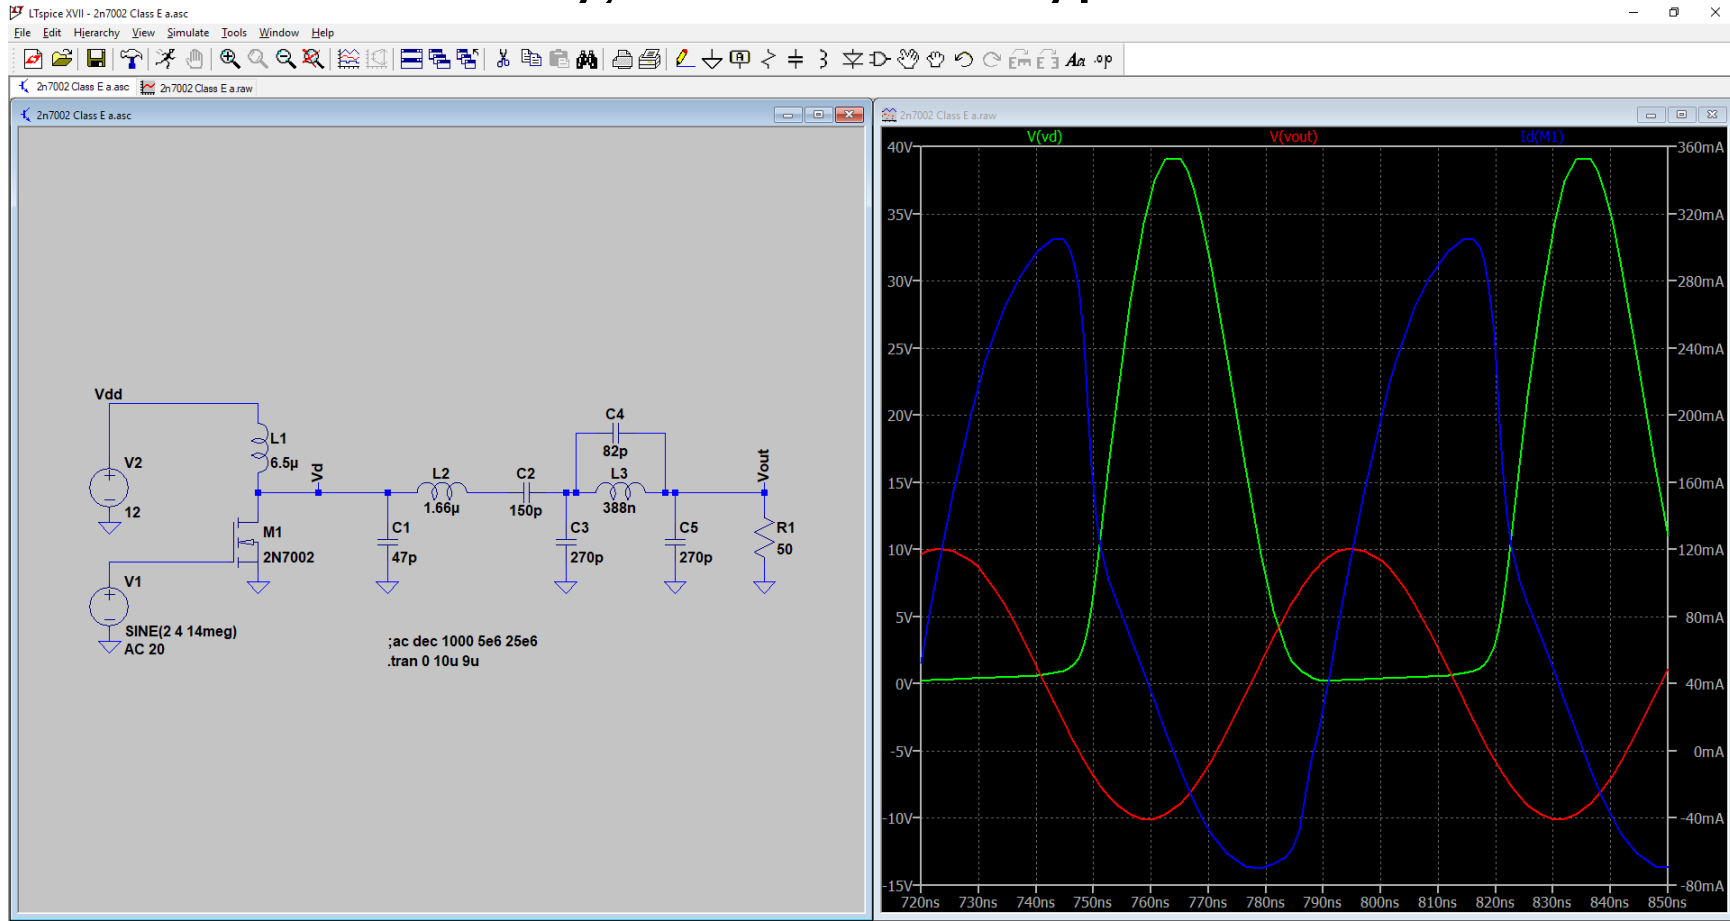 LTspice XVII - 2n7002 Class E a.asc
File Edit Hierarchy View Simulate Tools Window Help
2n7002 Class E a.asc 2n7002 Class E a.raw
2n7002 Class E a.asc
Vdd
V2
12
L1
6.5µ
Vd
M1
2N7002
V1
SINE(2 4 14meg)
AC 20
C1
47p
L2
1.66µ
C2
150p
C4
82p
L3
388n
C3
270p
C5
270p
Vout
R1
50
;ac dec 1000 5e6 25e6
.tran 0 10u 9u
2n7002 Class E a.raw
V(vd) V(vout) Id(M1)
40V 360mA
35V 320mA
30V 280mA
25V 240mA
20V 200mA
15V 160mA
10V 120mA
5V 80mA
0V 40mA
-5V 0mA
-10V -40mA
-15V -80mA
720ns 730ns 740ns 750ns 760ns 770ns 780ns 790ns 800ns 810ns 820ns 830ns 840ns 850ns